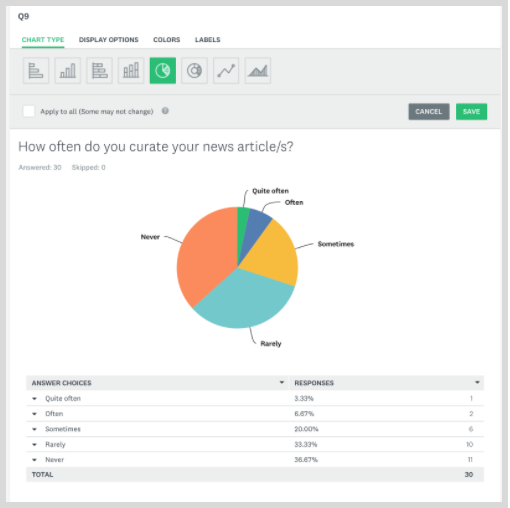 Q9
CHART TYPE DISPLAY OPTIONS COLORS LABELS
Apply to all (Some may not change)
CANCEL SAVE
How often do you curate your news article/s?
Answered: 30 Skipped: 0
Quite often
Often
Never
Sometimes
Rarely
ANSWER CHOICES RESPONSES
Quite often 3.33% 1
Often 6.67% 2
Sometimes 20.00% 6
Rarely 33.33% 10
Never 36.67% 11
TOTAL 30